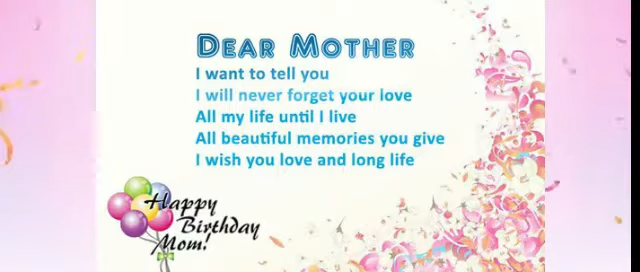 DEAR MOTHER
I want to tell you
I will never forget your love
All my life until I live
All beautiful memories you give
I wish you love and long life
Happy
Birthday
Mom!